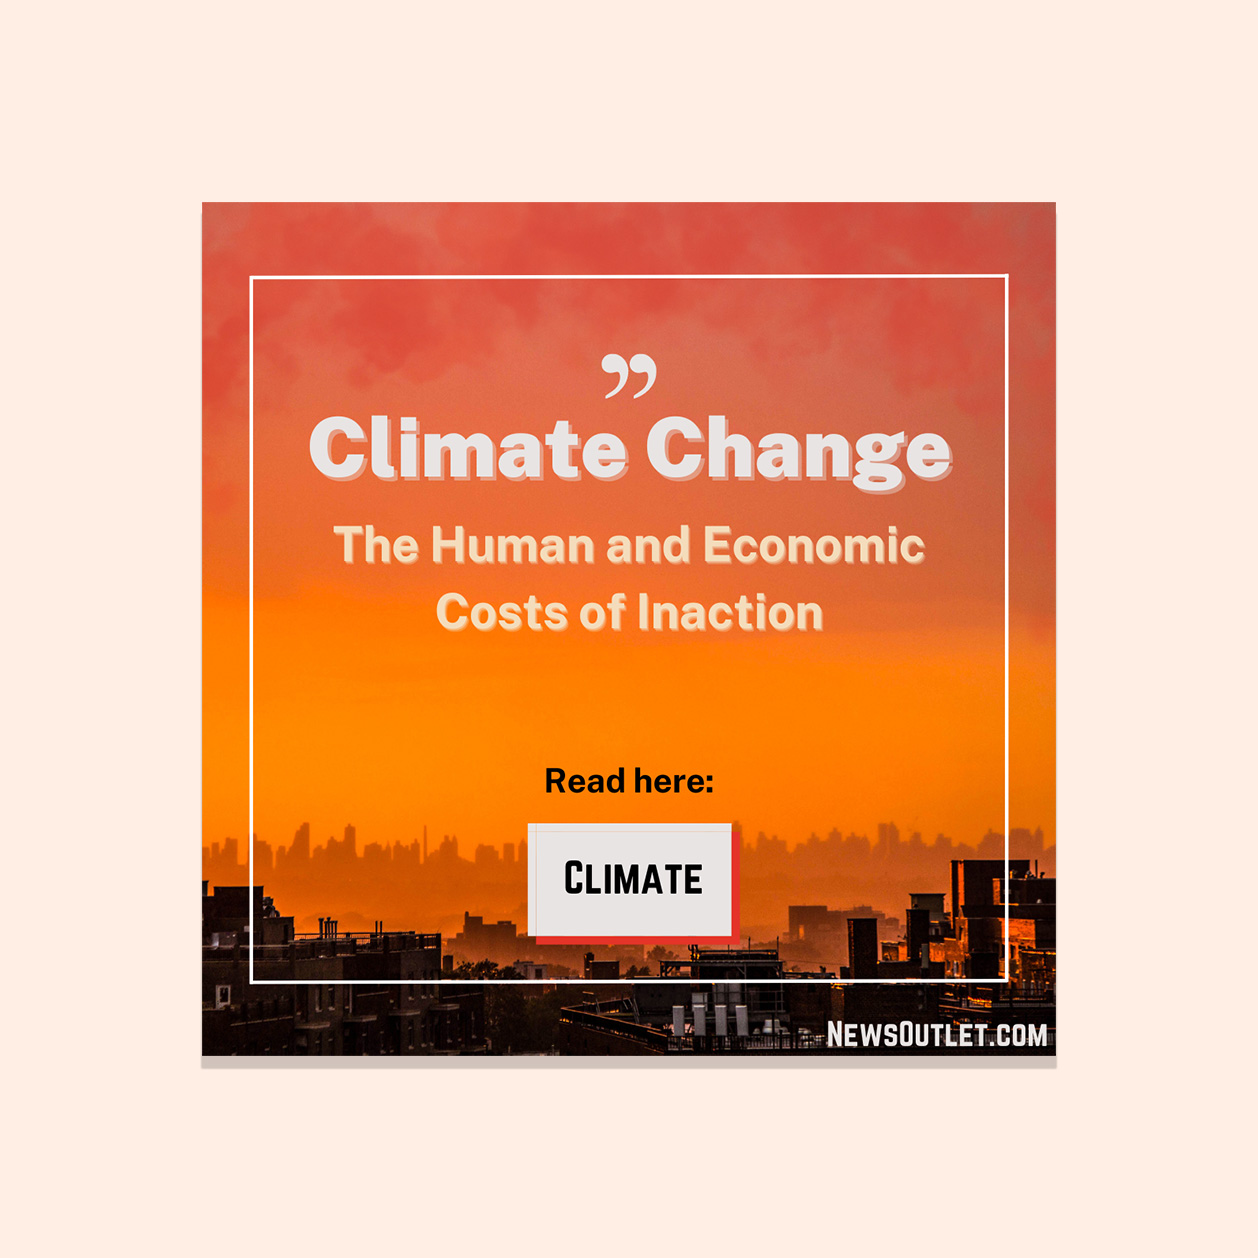 ”
Climate Change
The Human and Economic
Costs of Inaction
Read here:
CLIMATE
NEWSOUTLET.COM